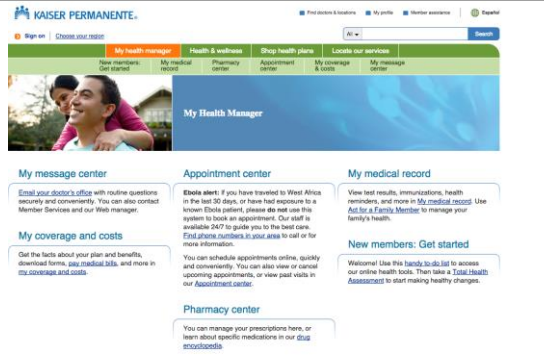 KAISER PERMANENTE®
Find doctors & locations
My profile
Member assistance
Español
Sign on
Choose your region
All
Search
My health manager
Health & wellness
Shop health plans
Locate our services
New members:
Get started
My medical
record
Pharmacy
center
Appointment
center
My coverage
& costs
My message
center
My Health Manager
My message center
Email your doctor's office with routine questions
securely and conveniently. You can also contact
Member Services and our Web manager.
My coverage and costs
Get the facts about your plan and benefits,
download forms, pay medical bills, and more in
my coverage and costs.
Appointment center
Ebola alert: if you have traveled to West Africa
in the last 30 days, or have had exposure to a
known Ebola patient, please do not use this
system to book an appointment. Our staff is
available 24/7 to guide you to the best care.
Find phone numbers in your area to call or for
more information.
You can schedule appointments online, quickly
and conveniently. You can also view or cancel
upcoming appointments, or view past visits in
our Appointment center.
Pharmacy center
You can manage your prescriptions here, or
learn about specific medications in our drug
encyclopedia.
My medical record
View test results, immunizations, health
reminders, and more in My medical record. Use
Act for a Family Member to manage your
family's health.
New members: Get started
Welcome! Use this handy to-do list to access
our online health tools. Then take a Total Health
Assessment to start making healthy changes.